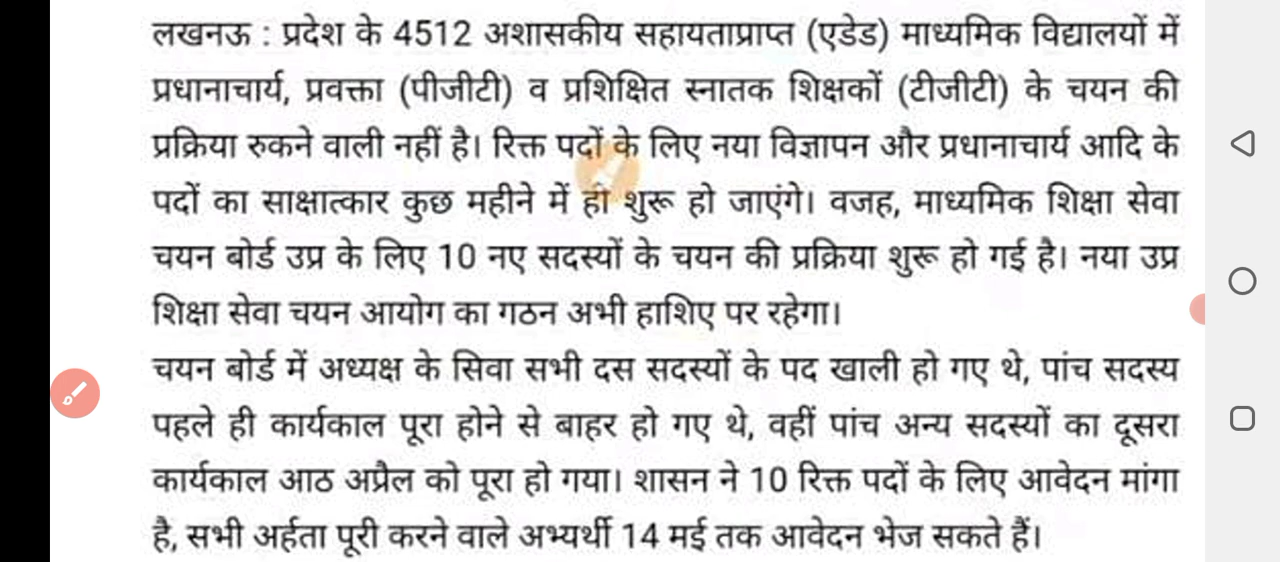 लखनऊ : प्रदेश के 4512 अशासकीय सहायताप्राप्त (एडेड) माध्यमिक विद्यालयों में
प्रधानाचार्य, प्रवक्ता (पीजीटी) व प्रशिक्षित स्नातक शिक्षकों (टीजीटी) के चयन की
प्रक्रिया रुकने वाली नहीं है। रिक्त पदों के लिए नया विज्ञापन और प्रधानाचार्य आदि के
पदों का साक्षात्कार कुछ महीने में ही शुरू हो जाएंगे। वजह, माध्यमिक शिक्षा सेवा
चयन बोर्ड उप्र के लिए 10 नए सदस्यों के चयन की प्रक्रिया शुरू हो गई है। नया उप्र
शिक्षा सेवा चयन आयोग का गठन अभी हाशिए पर रहेगा।
चयन बोर्ड में अध्यक्ष के सिवा सभी दस सदस्यों के पद खाली हो गए थे, पांच सदस्य
पहले ही कार्यकाल पूरा होने से बाहर हो गए थे, वहीं पांच अन्य सदस्यों का दूसरा
कार्यकाल आठ अप्रैल को पूरा हो गया। शासन ने 10 रिक्त पदों के लिए आवेदन मांगा
है, सभी अर्हता पूरी करने वाले अभ्यर्थी 14 मई तक आवेदन भेज सकते हैं।